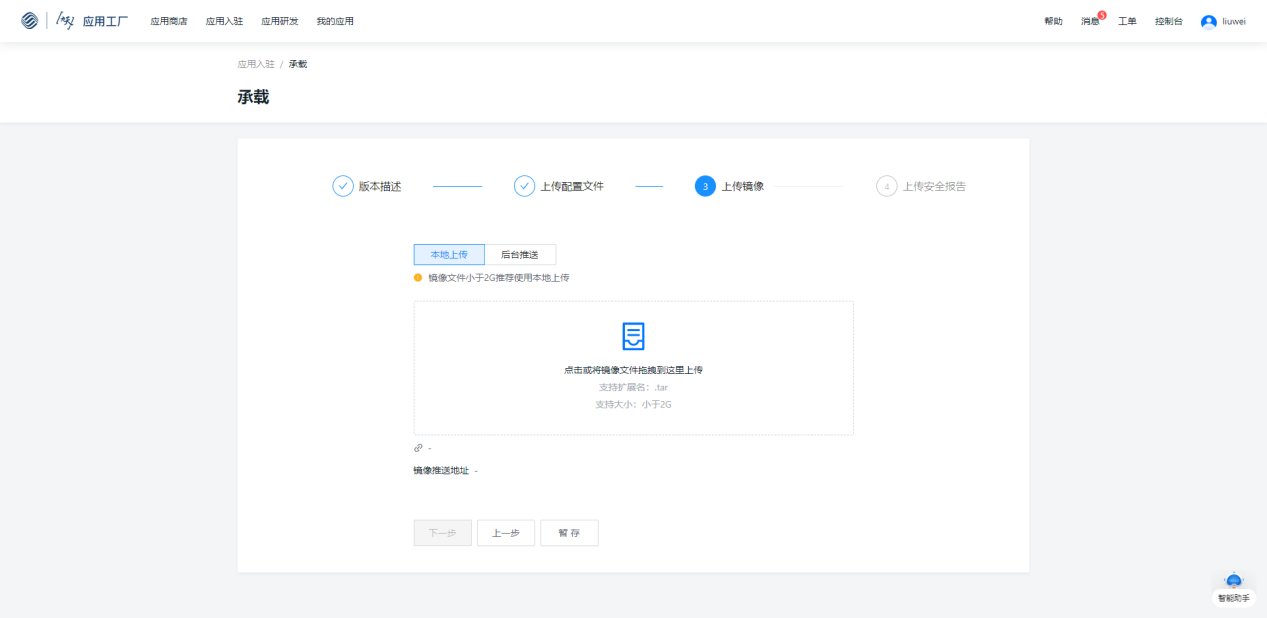 应用工厂 应用商店 应用入驻 应用研发 我的应用 帮助 消息 5 工单 控制台 liuwei
应用入驻 / 承载
承载
版本描述 上传配置文件 3 上传镜像 4 上传安全报告
本地上传 后台推送
镜像文件小于2G推荐使用本地上传
点击或将镜像文件拖拽到这里上传
支持扩展名：.tar
支持大小：小于2G
-
镜像推送地址 -
下一步 上一步 暂 存
智能助手